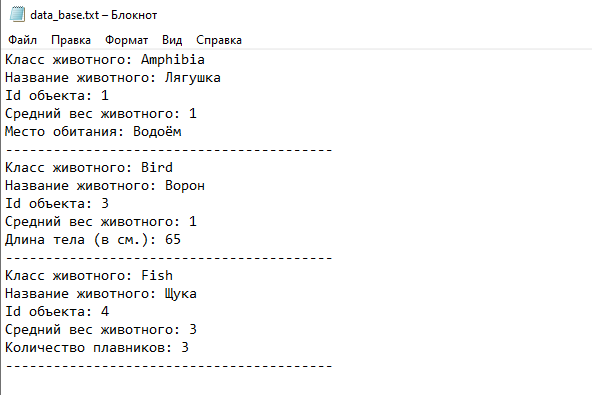 data_base.txt – Блокнот
Файл Правка Формат Вид Справка
Класс животного: Amphibia
Название животного: Лягушка
Id объекта: 1
Средний вес животного: 1
Место обитания: Водоём
-----------------------------------------
Класс животного: Bird
Название животного: Ворон
Id объекта: 3
Средний вес животного: 1
Длина тела (в см.): 65
-----------------------------------------
Класс животного: Fish
Название животного: Щука
Id объекта: 4
Средний вес животного: 3
Количество плавников: 3
-----------------------------------------